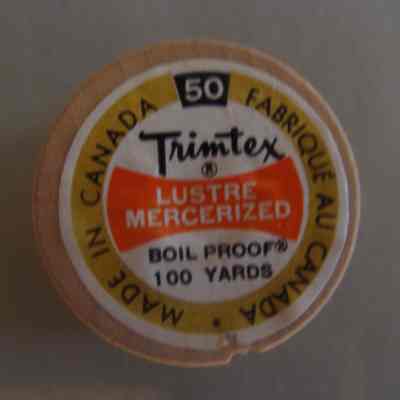 50
MADE IN CANADA • FABRIQUÉ AU CANADA
Trimtex
®
LUSTRE
MERCERIZED
BOIL PROOF®
100 YARDS